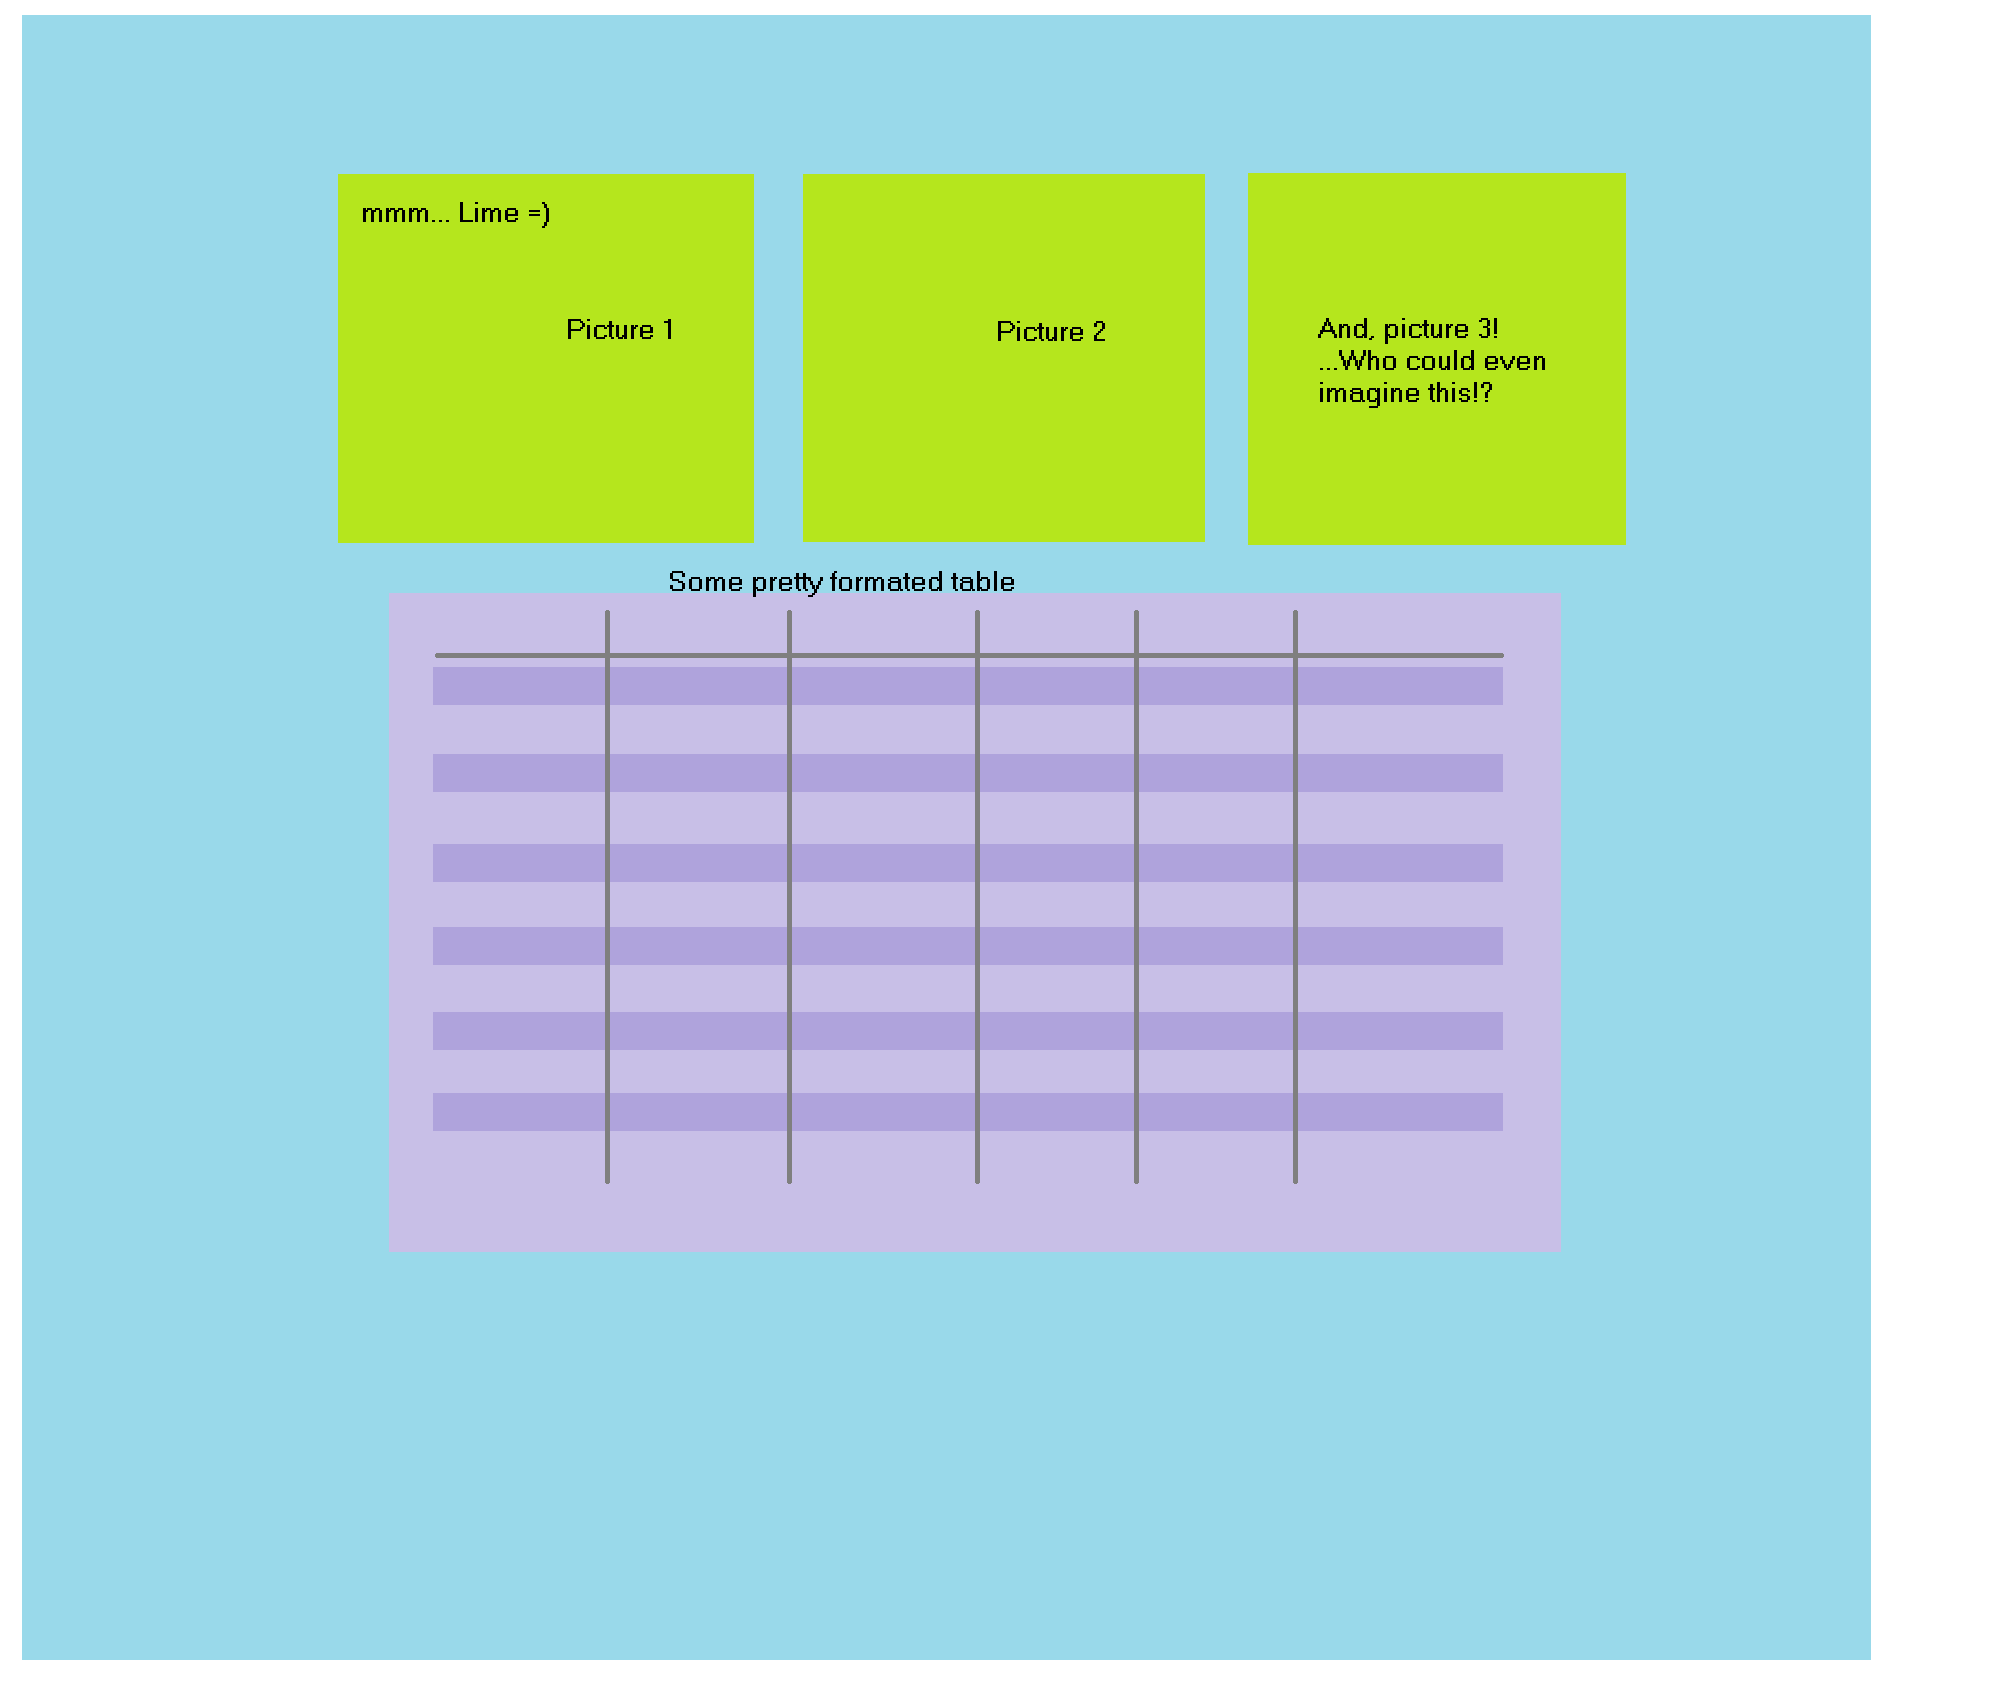 mmm... Lime =)
Picture 1
Picture 2
And, picture 3!
...Who could even
imagine this!?
Some pretty formated table